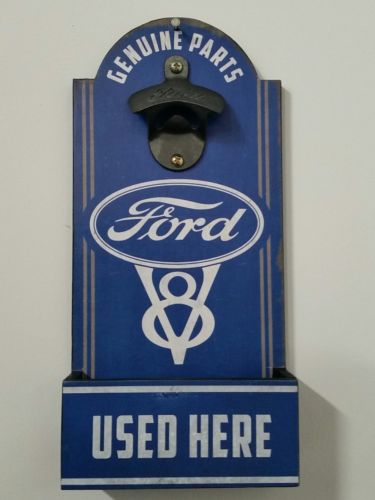 GENUINE PARTS
Ford
V8
USED HERE